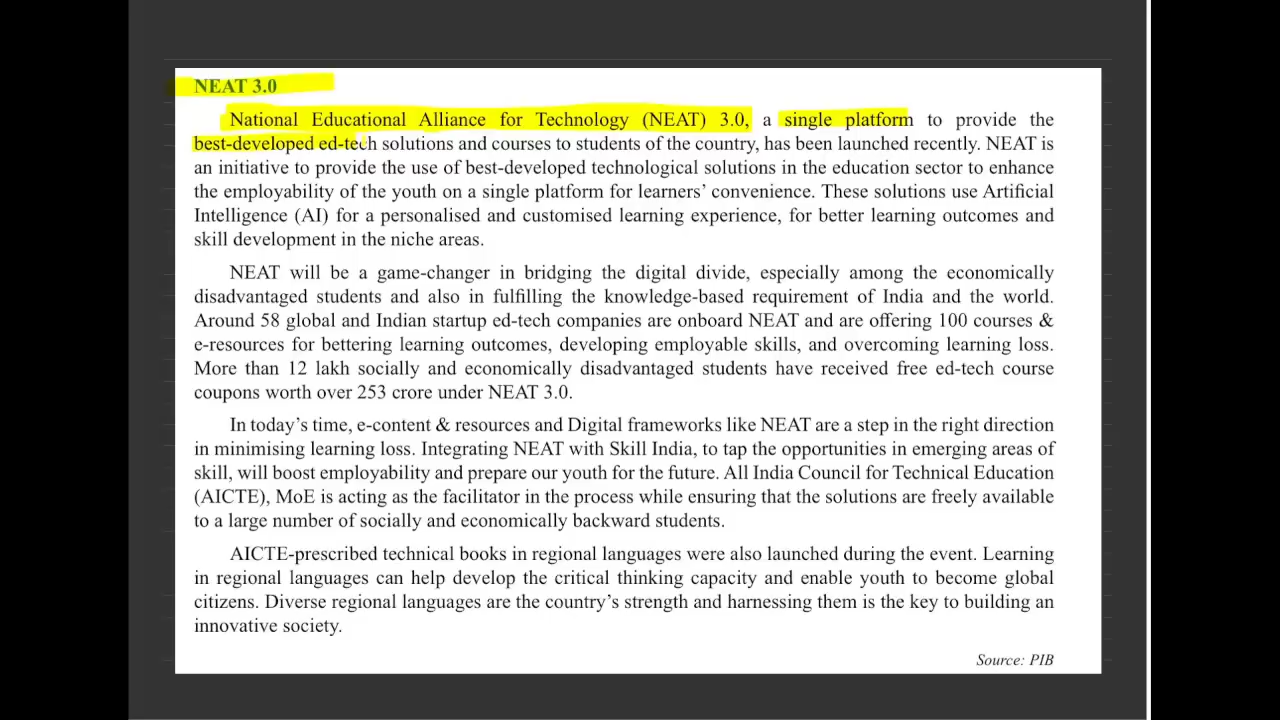 NEAT 3.0
National Educational Alliance for Technology (NEAT) 3.0, a single platform to provide the
best-developed ed-tech solutions and courses to students of the country, has been launched recently. NEAT is
an initiative to provide the use of best-developed technological solutions in the education sector to enhance
the employability of the youth on a single platform for learners’ convenience. These solutions use Artificial
Intelligence (AI) for a personalised and customised learning experience, for better learning outcomes and
skill development in the niche areas.
NEAT will be a game-changer in bridging the digital divide, especially among the economically
disadvantaged students and also in fulfilling the knowledge-based requirement of India and the world.
Around 58 global and Indian startup ed-tech companies are onboard NEAT and are offering 100 courses &
e-resources for bettering learning outcomes, developing employable skills, and overcoming learning loss.
More than 12 lakh socially and economically disadvantaged students have received free ed-tech course
coupons worth over 253 crore under NEAT 3.0.
In today’s time, e-content & resources and Digital frameworks like NEAT are a step in the right direction
in minimising learning loss. Integrating NEAT with Skill India, to tap the opportunities in emerging areas of
skill, will boost employability and prepare our youth for the future. All India Council for Technical Education
(AICTE), MoE is acting as the facilitator in the process while ensuring that the solutions are freely available
to a large number of socially and economically backward students.
AICTE-prescribed technical books in regional languages were also launched during the event. Learning
in regional languages can help develop the critical thinking capacity and enable youth to become global
citizens. Diverse regional languages are the country’s strength and harnessing them is the key to building an
innovative society.
Source: PIB